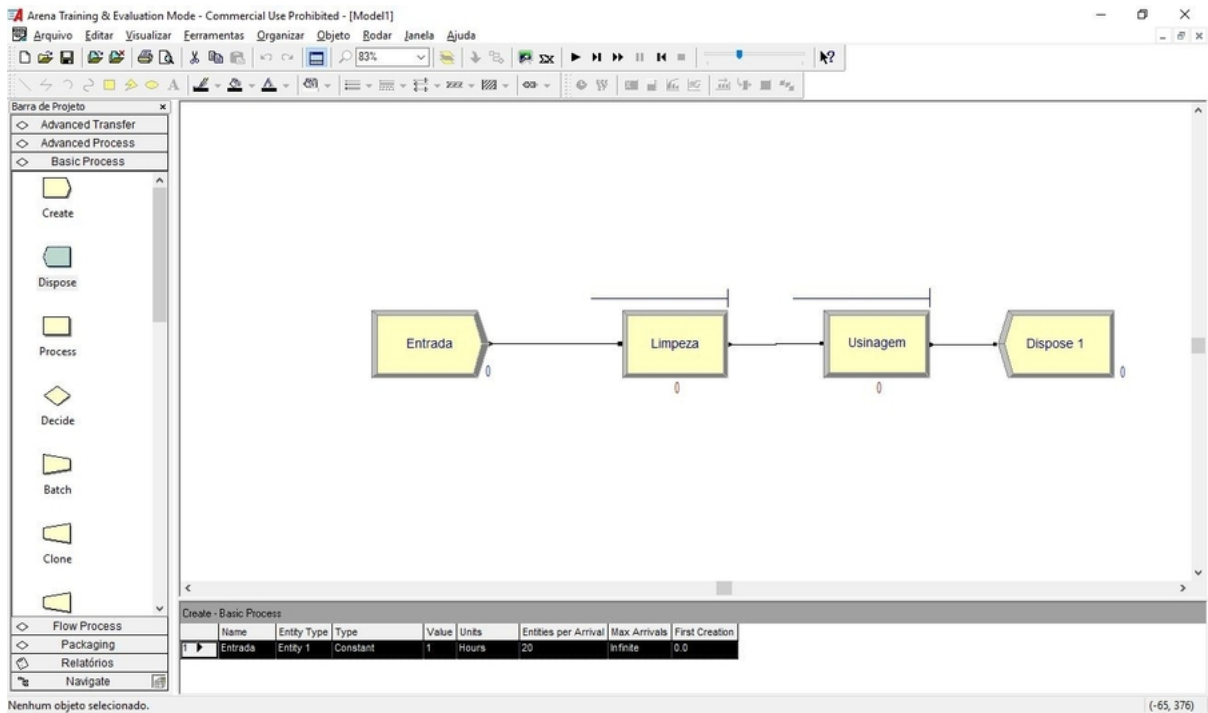 Arena Training & Evaluation Mode - Commercial Use Prohibited - [Model1]
Arquivo Editar Visualizar Ferramentas Organizar Objeto Rodar Janela Ajuda
83%
Barra de Projeto
Advanced Transfer
Advanced Process
Basic Process
Create
Dispose
Process
Decide
Batch
Clone
Flow Process
Packaging
Relatórios
Navigate
Entrada
0
Limpeza
0
Usinagem
0
Dispose 1
0
Create - Basic Process
Name Entity Type Type Value Units Entities per Arrival Max Arrivals First Creation
1 Entrada Entity 1 Constant 1 Hours 20 Infinite 0.0
Nenhum objeto selecionado. (-65, 376)